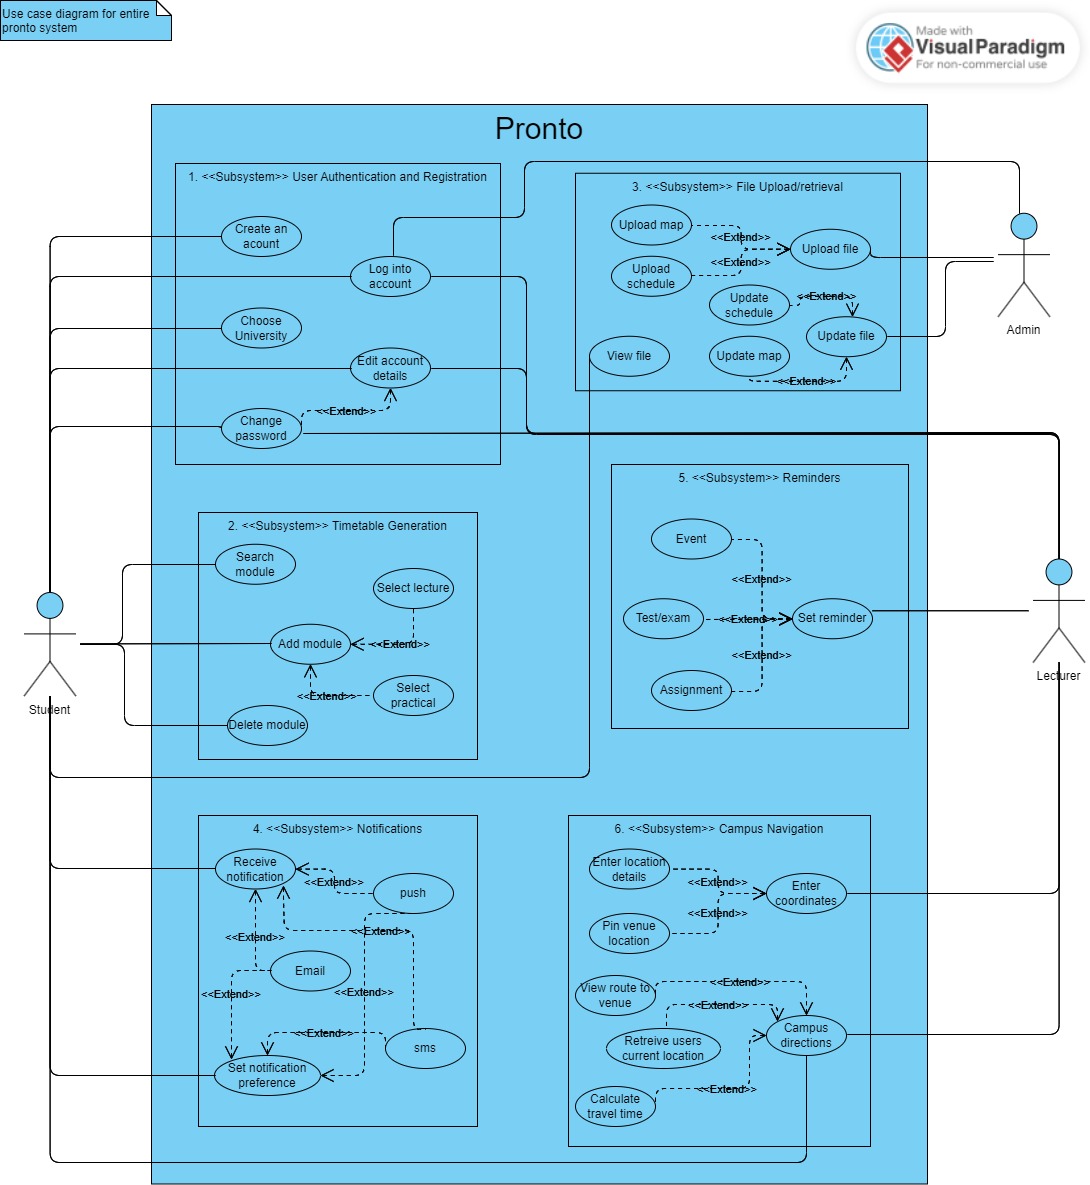 Use case diagram for entire
pronto system
Made with
Visual Paradigm
For non-commercial use
Pronto
1. <<Subsystem>> User Authentication and Registration
Create an
acount
Log into
account
Choose
University
Edit account
details
<<Extend>>
Change
password
3. <<Subsystem>> File Upload/retrieval
Upload map
<<Extend>>
Upload file
<<Extend>>
Upload
schedule
Update
schedule
<<Extend>>
Update file
View file
Update map
<<Extend>>
Admin
2. <<Subsystem>> Timetable Generation
Search
module
Select lecture
Add module
<<Extend>>
<<Extend>>
Select
practical
Delete module
Student
5. <<Subsystem>> Reminders
Event
<<Extend>>
Test/exam
<<Extend>>
Set reminder
<<Extend>>
Assignment
Lecturer
4. <<Subsystem>> Notifications
Receive
notification
<<Extend>>
push
<<Extend>>
<<Extend>>
Email
<<Extend>>
<<Extend>>
<<Extend>>
sms
Set notification
preference
6. <<Subsystem>> Campus Navigation
Enter location
details
<<Extend>>
Enter
coordinates
<<Extend>>
Pin venue
location
View route to
venue
<<Extend>>
<<Extend>>
Campus
directions
Retreive users
current location
<<Extend>>
Calculate
travel time